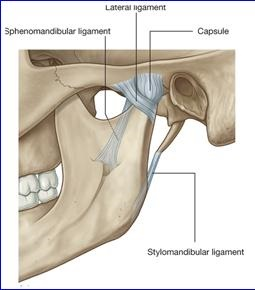 Lateral ligament
Sphenomandibular ligament
Capsule
Stylomandibular ligament